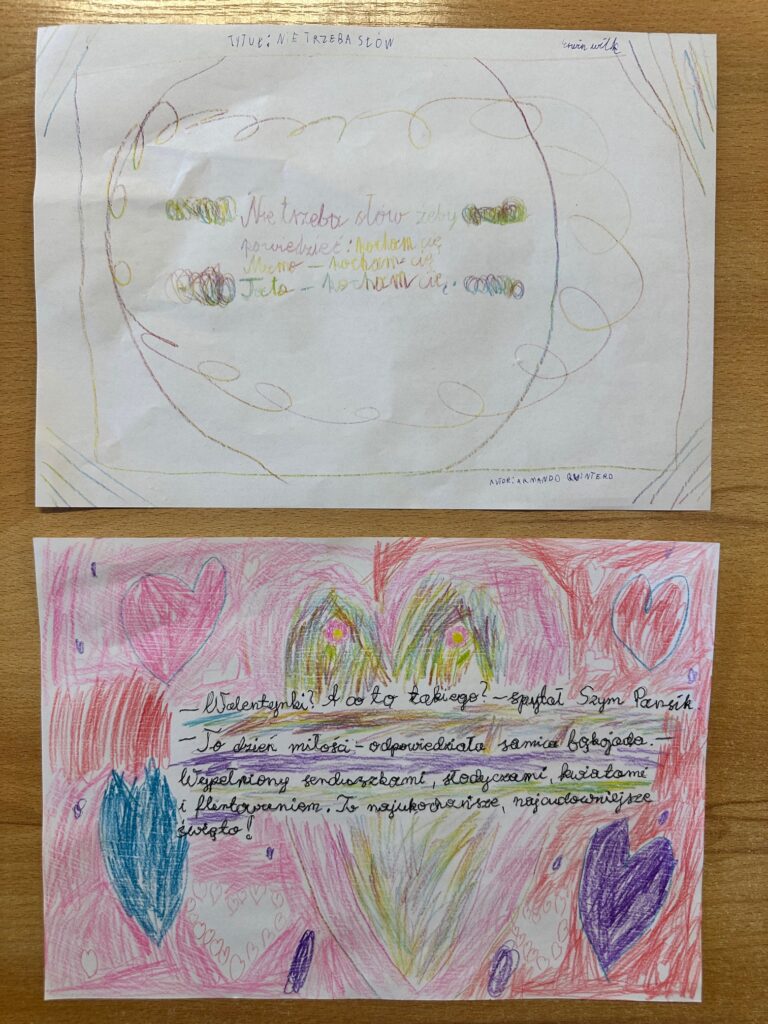 TYTUŁ: NIE TRZEBA SŁÓW
wilk
Nie trzeba słów żeby
powiedzieć: kocham cię
Mamo - kocham cię
Tato - kocham cię.
AUTOR: ARMANDO QUINTERO
- Walentynki? A co to takiego? - spytał Szym Pansik.
- To dzień miłości - odpowiedziała samica bąkojada. -
Wypełniony serduszkami, słodyczami, kwiatami
i flirtowaniem. To najukochańsze, najcudowniejsze
święto!